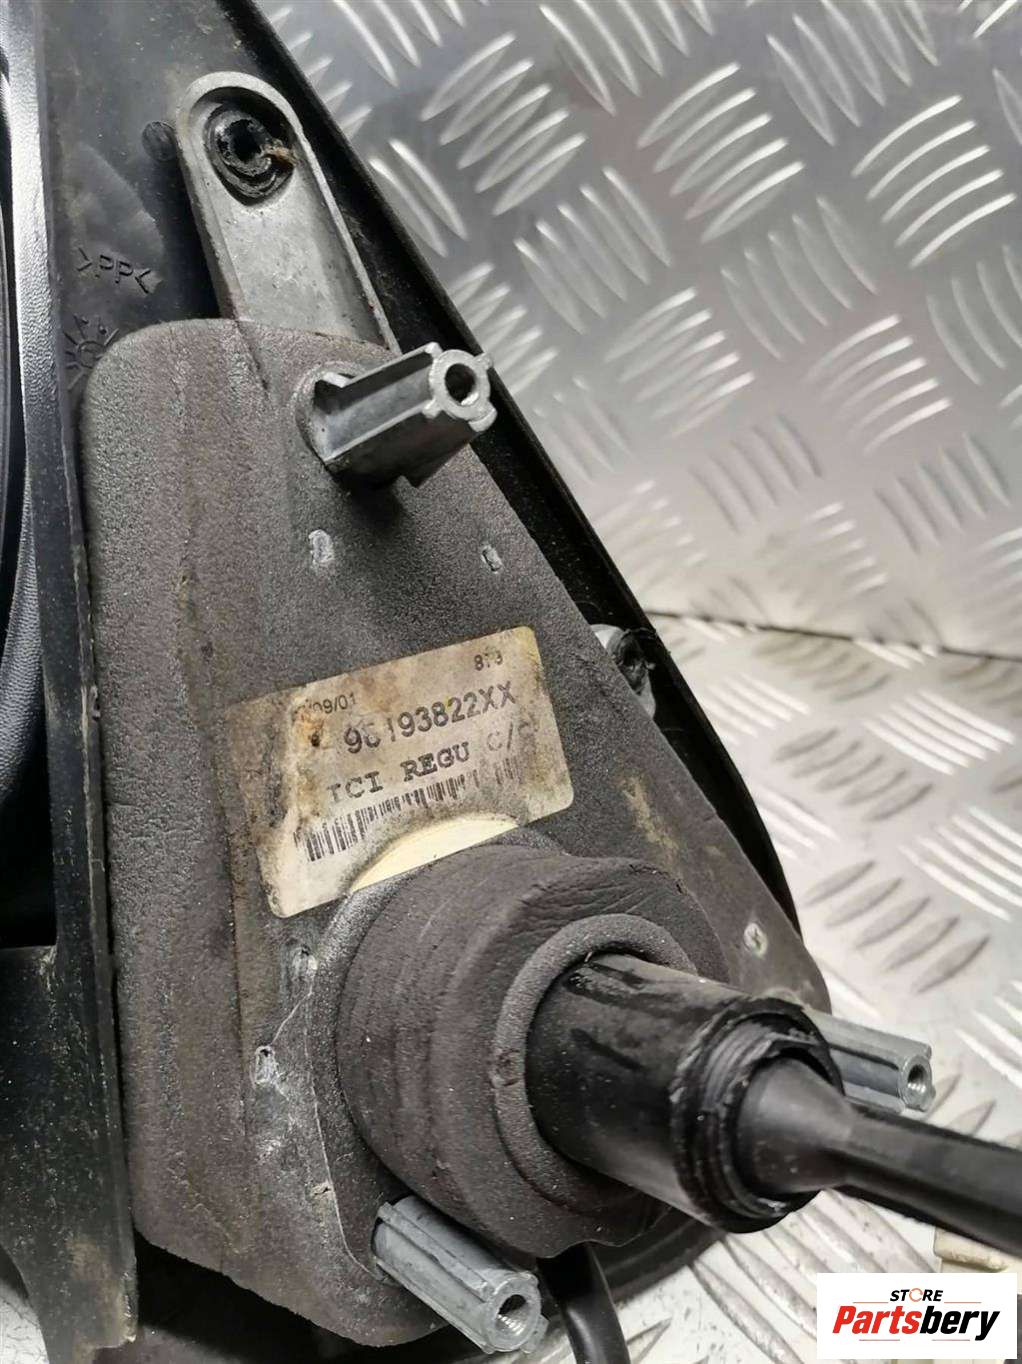 >PP<
09/01
96193822XX
TCI REGU C/
STORE
Partsbery